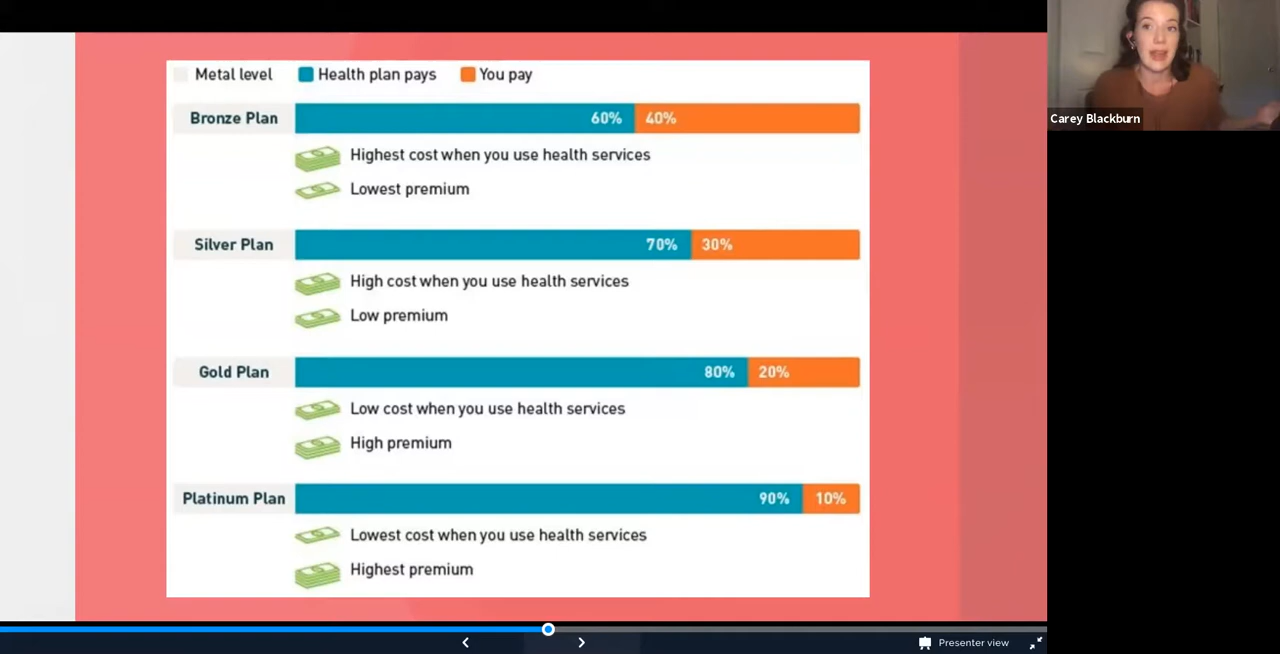 Metal level Health plan pays You pay
Bronze Plan 60% 40%
Highest cost when you use health services
Lowest premium
Silver Plan 70% 30%
High cost when you use health services
Low premium
Gold Plan 80% 20%
Low cost when you use health services
High premium
Platinum Plan 90% 10%
Lowest cost when you use health services
Highest premium
Carey Blackburn
Presenter view